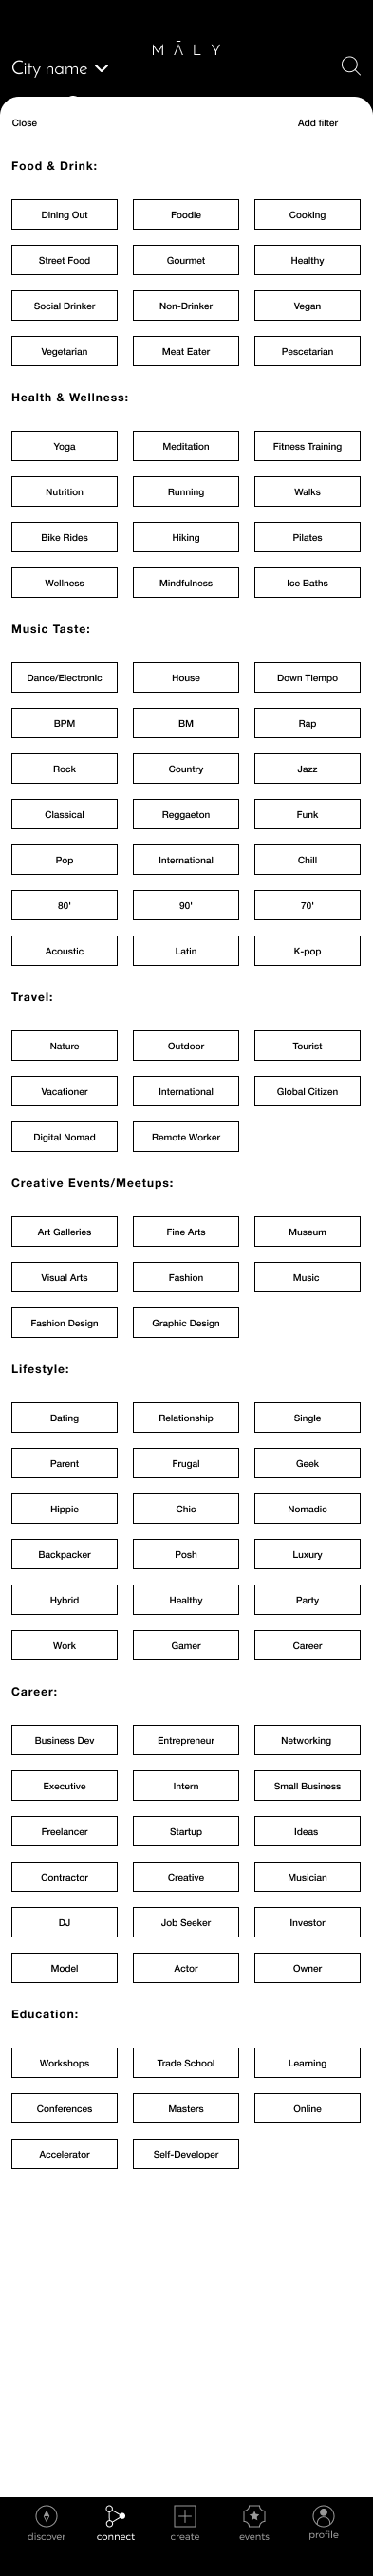 MĀLY
City name
Close Add filter
Food & Drink:
Dining Out Foodie Cooking
Street Food Gourmet Healthy
Social Drinker Non-Drinker Vegan
Vegetarian Meat Eater Pescetarian
Health & Wellness:
Yoga Meditation Fitness Training
Nutrition Running Walks
Bike Rides Hiking Pilates
Wellness Mindfulness Ice Baths
Music Taste:
Dance/Electronic House Down Tiempo
BPM BM Rap
Rock Country Jazz
Classical Reggaeton Funk
Pop International Chill
80' 90' 70'
Acoustic Latin K-pop
Travel:
Nature Outdoor Tourist
Vacationer International Global Citizen
Digital Nomad Remote Worker
Creative Events/Meetups:
Art Galleries Fine Arts Museum
Visual Arts Fashion Music
Fashion Design Graphic Design
Lifestyle:
Dating Relationship Single
Parent Frugal Geek
Hippie Chic Nomadic
Backpacker Posh Luxury
Hybrid Healthy Party
Work Gamer Career
Career:
Business Dev Entrepreneur Networking
Executive Intern Small Business
Freelancer Startup Ideas
Contractor Creative Musician
DJ Job Seeker Investor
Model Actor Owner
Education:
Workshops Trade School Learning
Conferences Masters Online
Accelerator Self-Developer
discover connect create events profile